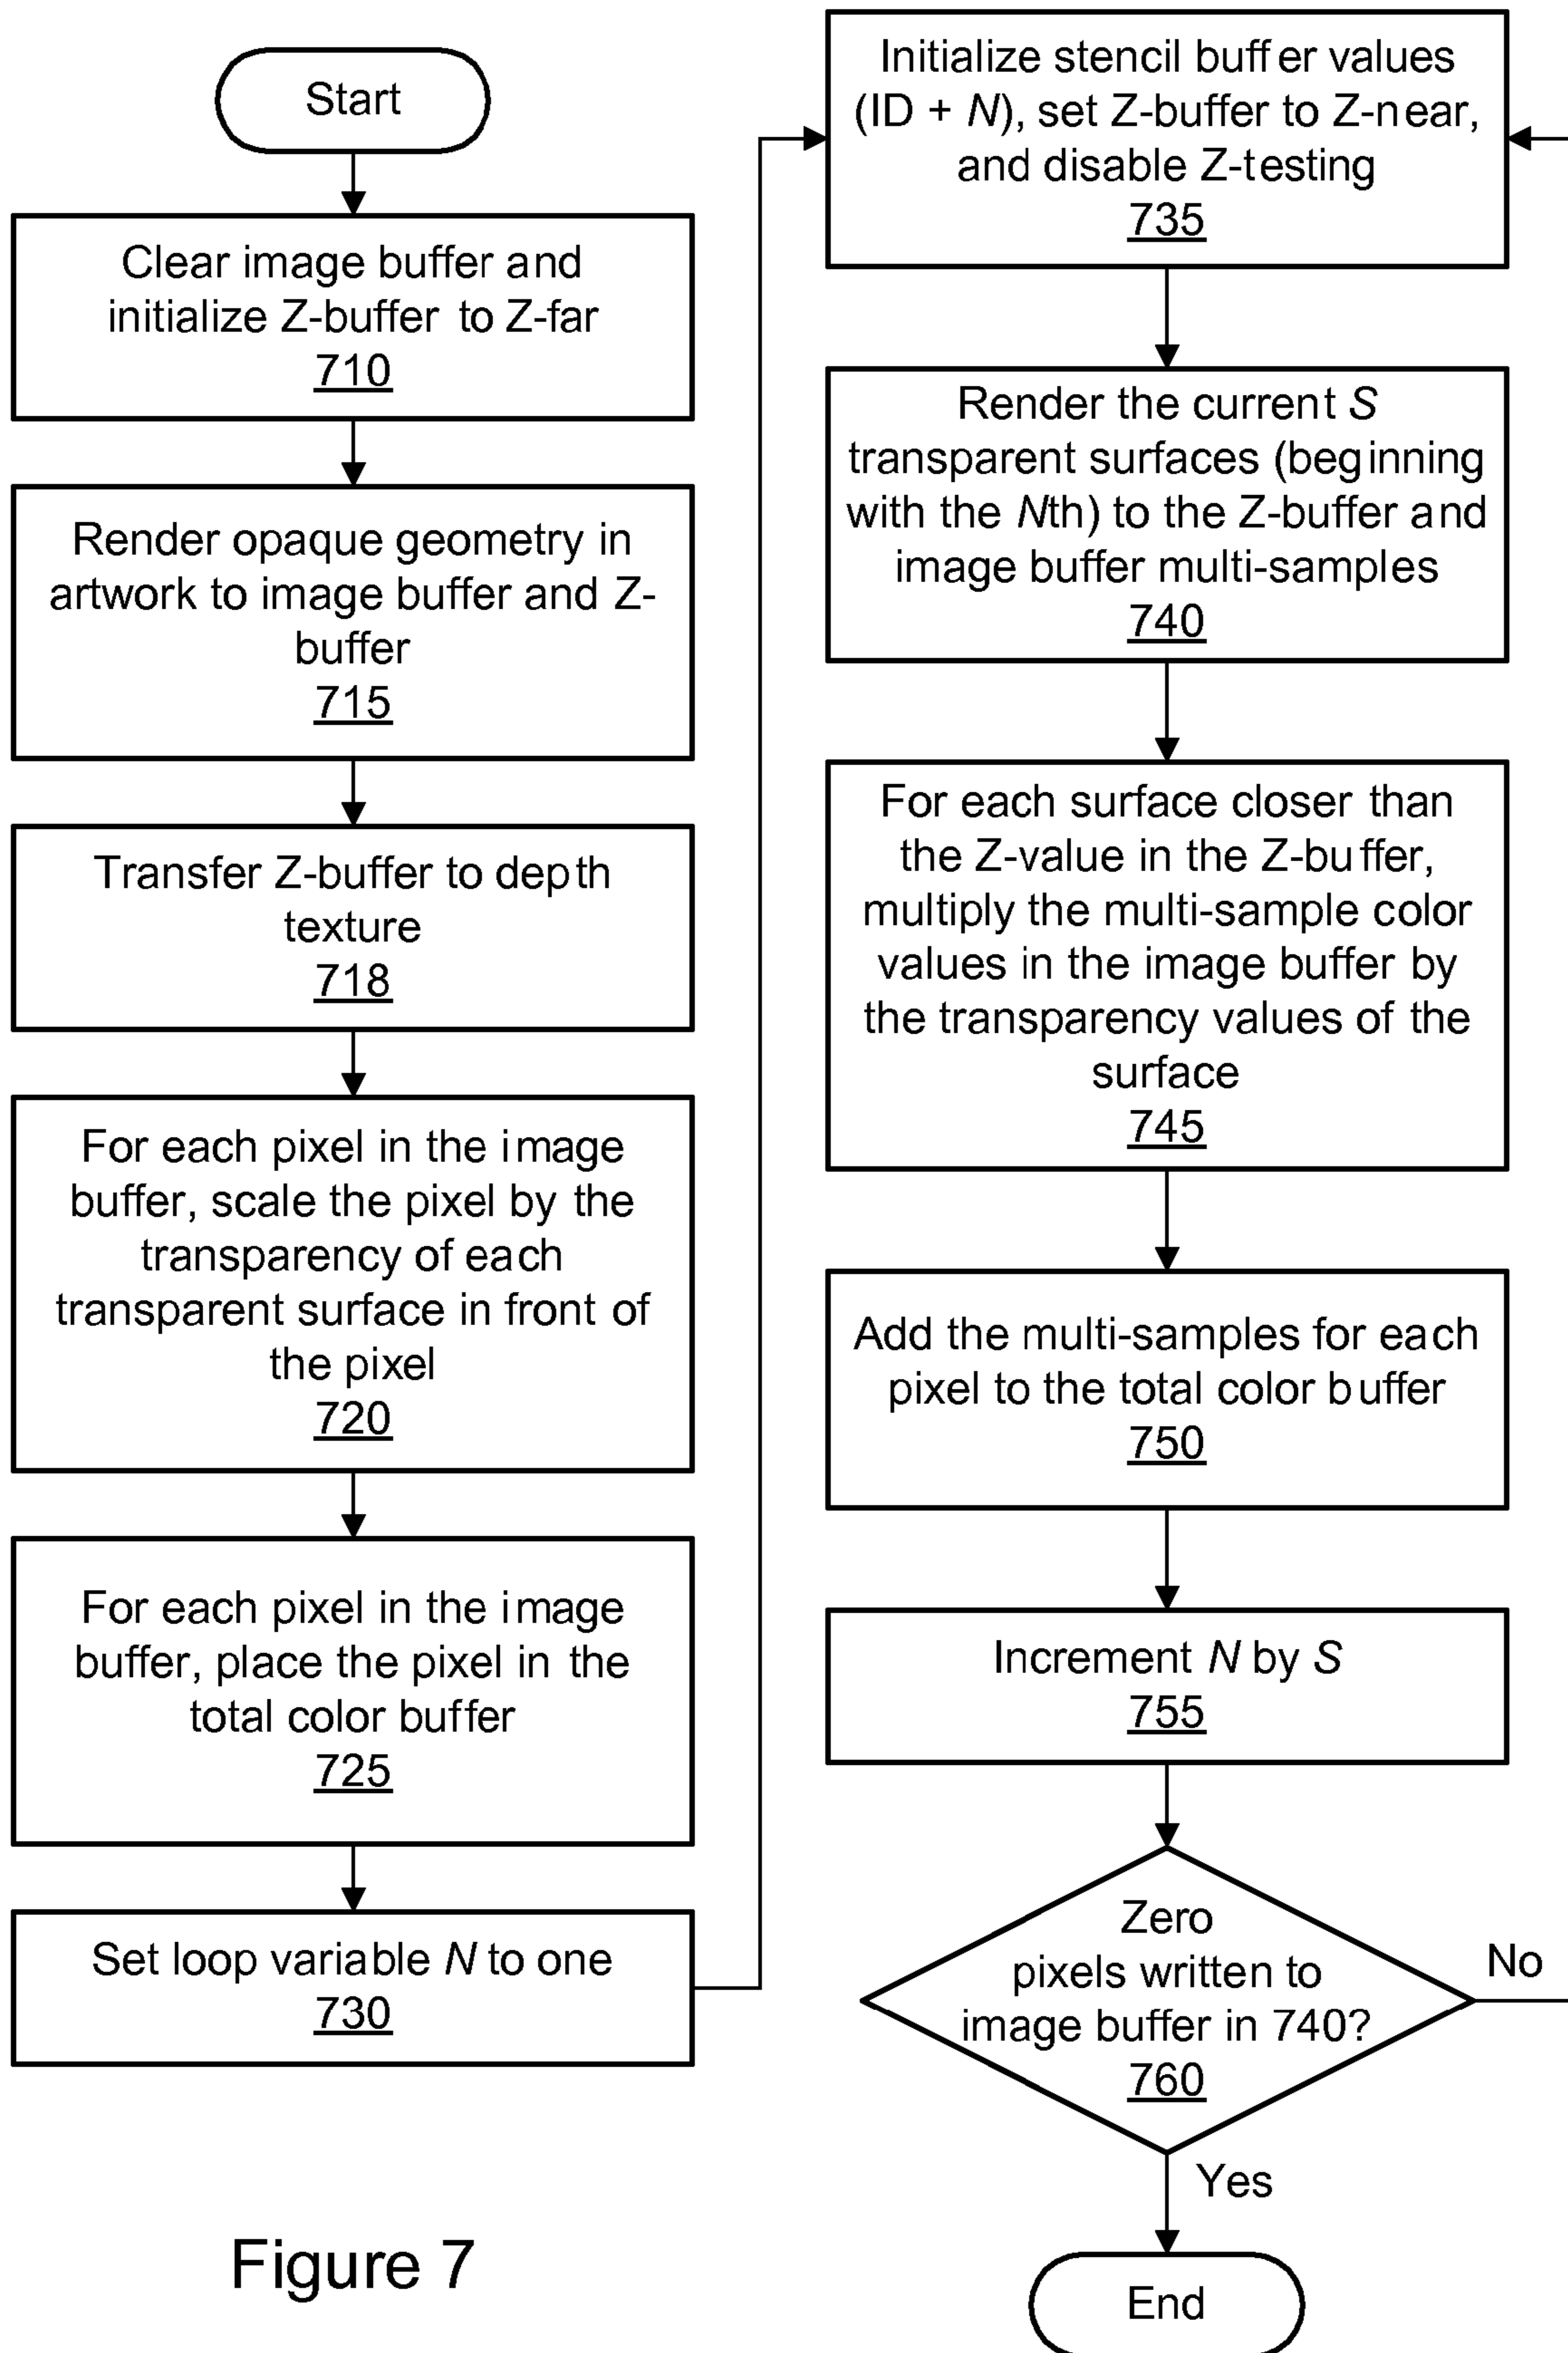 Start
Clear image buffer and
initialize Z-buffer to Z-far
710
Render opaque geometry in
artwork to image buffer and Z-
buffer
715
Transfer Z-buffer to depth
texture
718
For each pixel in the image
buffer, scale the pixel by the
transparency of each
transparent surface in front of
the pixel
720
For each pixel in the image
buffer, place the pixel in the
total color buffer
725
Set loop variable N to one
730
Initialize stencil buffer values
(ID + N), set Z-buffer to Z-near,
and disable Z-testing
735
Render the current S
transparent surfaces (beginning
with the Nth) to the Z-buffer and
image buffer multi-samples
740
For each surface closer than
the Z-value in the Z-buffer,
multiply the multi-sample color
values in the image buffer by
the transparency values of the
surface
745
Add the multi-samples for each
pixel to the total color buffer
750
Increment N by S
755
Zero
pixels written to
image buffer in 740?
760
No
Yes
End
Figure 7